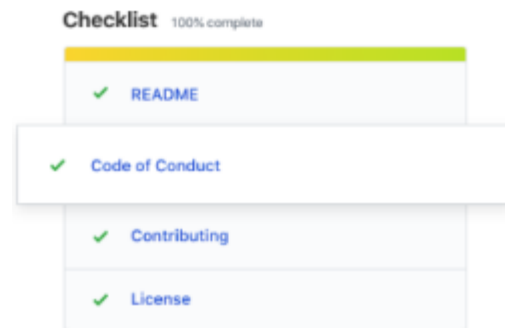 Checklist 100% complete
README
Code of Conduct
Contributing
License